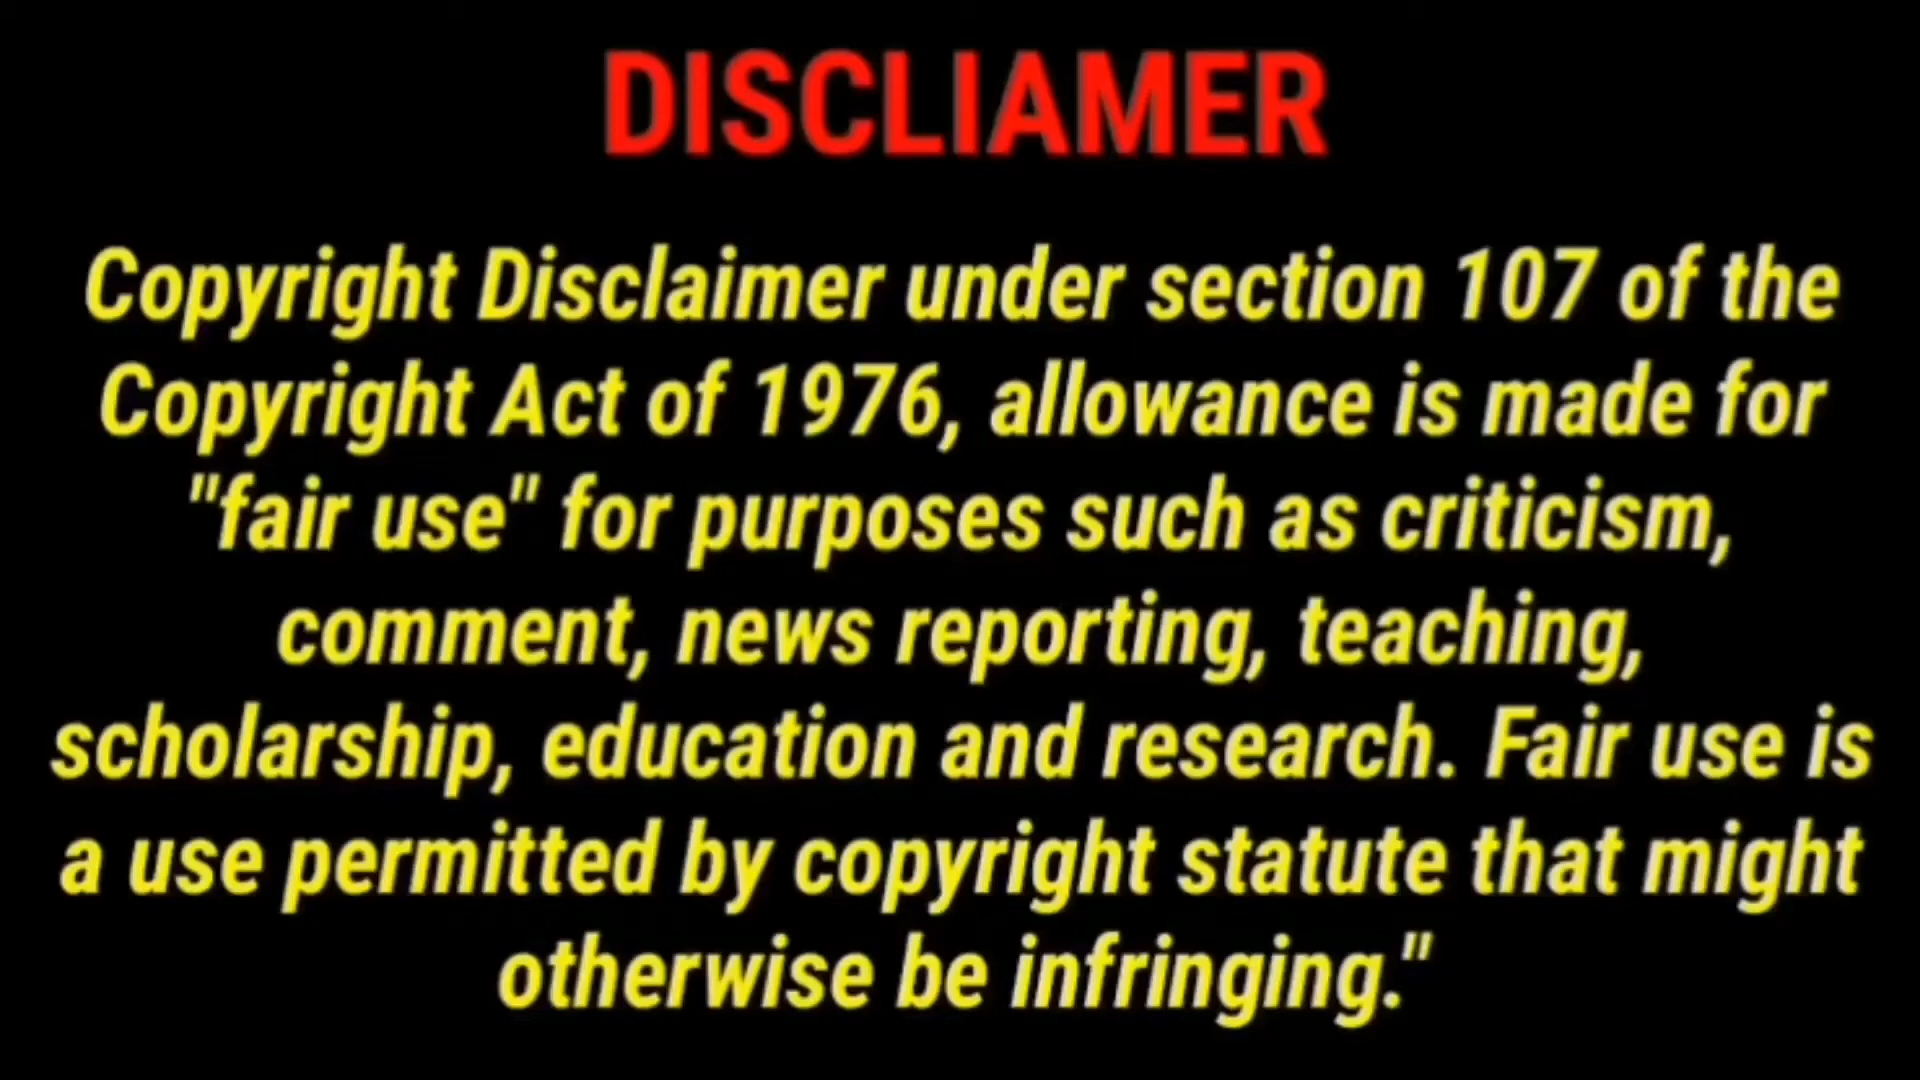 DISCLIAMER
Copyright Disclaimer under section 107 of the
Copyright Act of 1976, allowance is made for
"fair use" for purposes such as criticism,
comment, news reporting, teaching,
scholarship, education and research. Fair use is
a use permitted by copyright statute that might
otherwise be infringing."